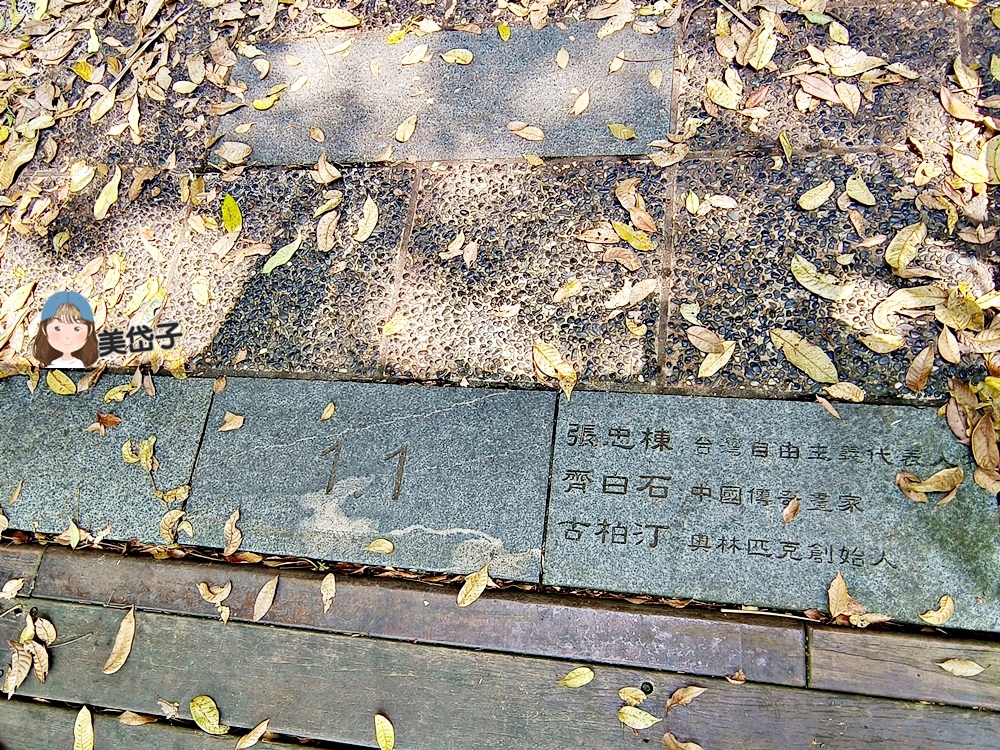 美岱子
1.1
張忠棟 台灣自由主義代表人
齊白石 中國傳奇畫家
古柏汀 奧林匹克創始人